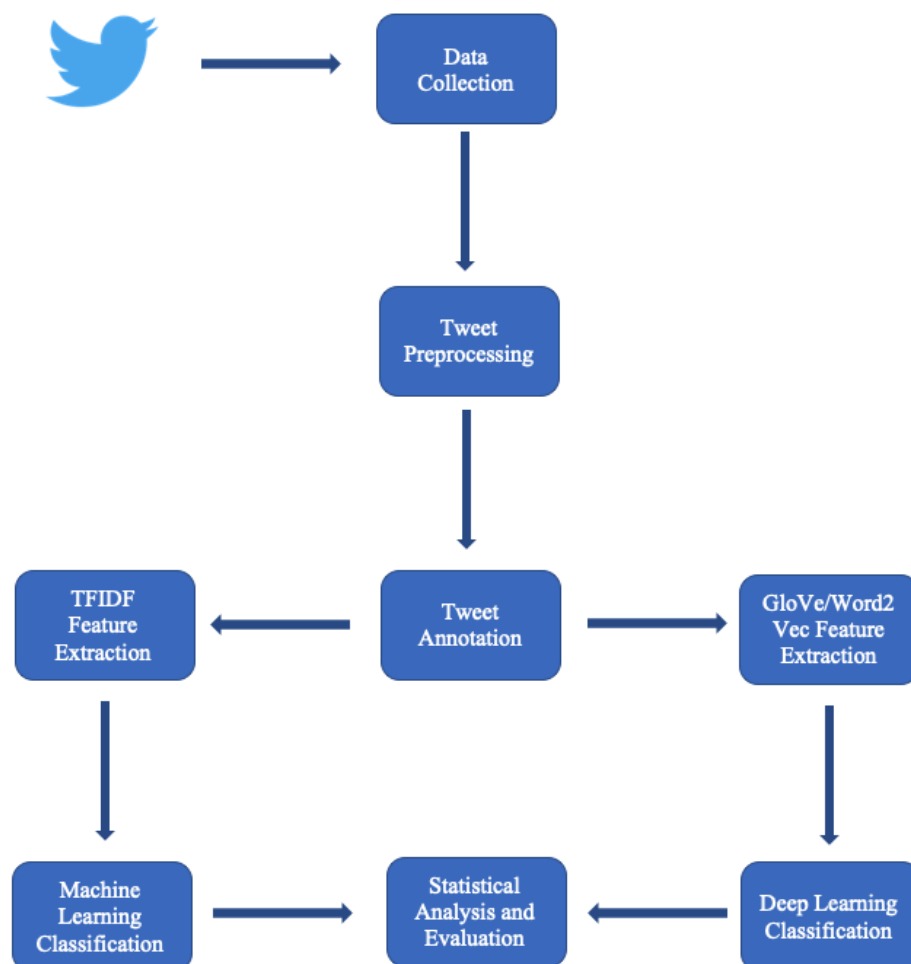 Data
Collection
Tweet
Preprocessing
TFIDF
Feature
Extraction
Tweet
Annotation
GloVe/Word2
Vec Feature
Extraction
Machine
Learning
Classification
Statistical
Analysis and
Evaluation
Deep Learning
Classification